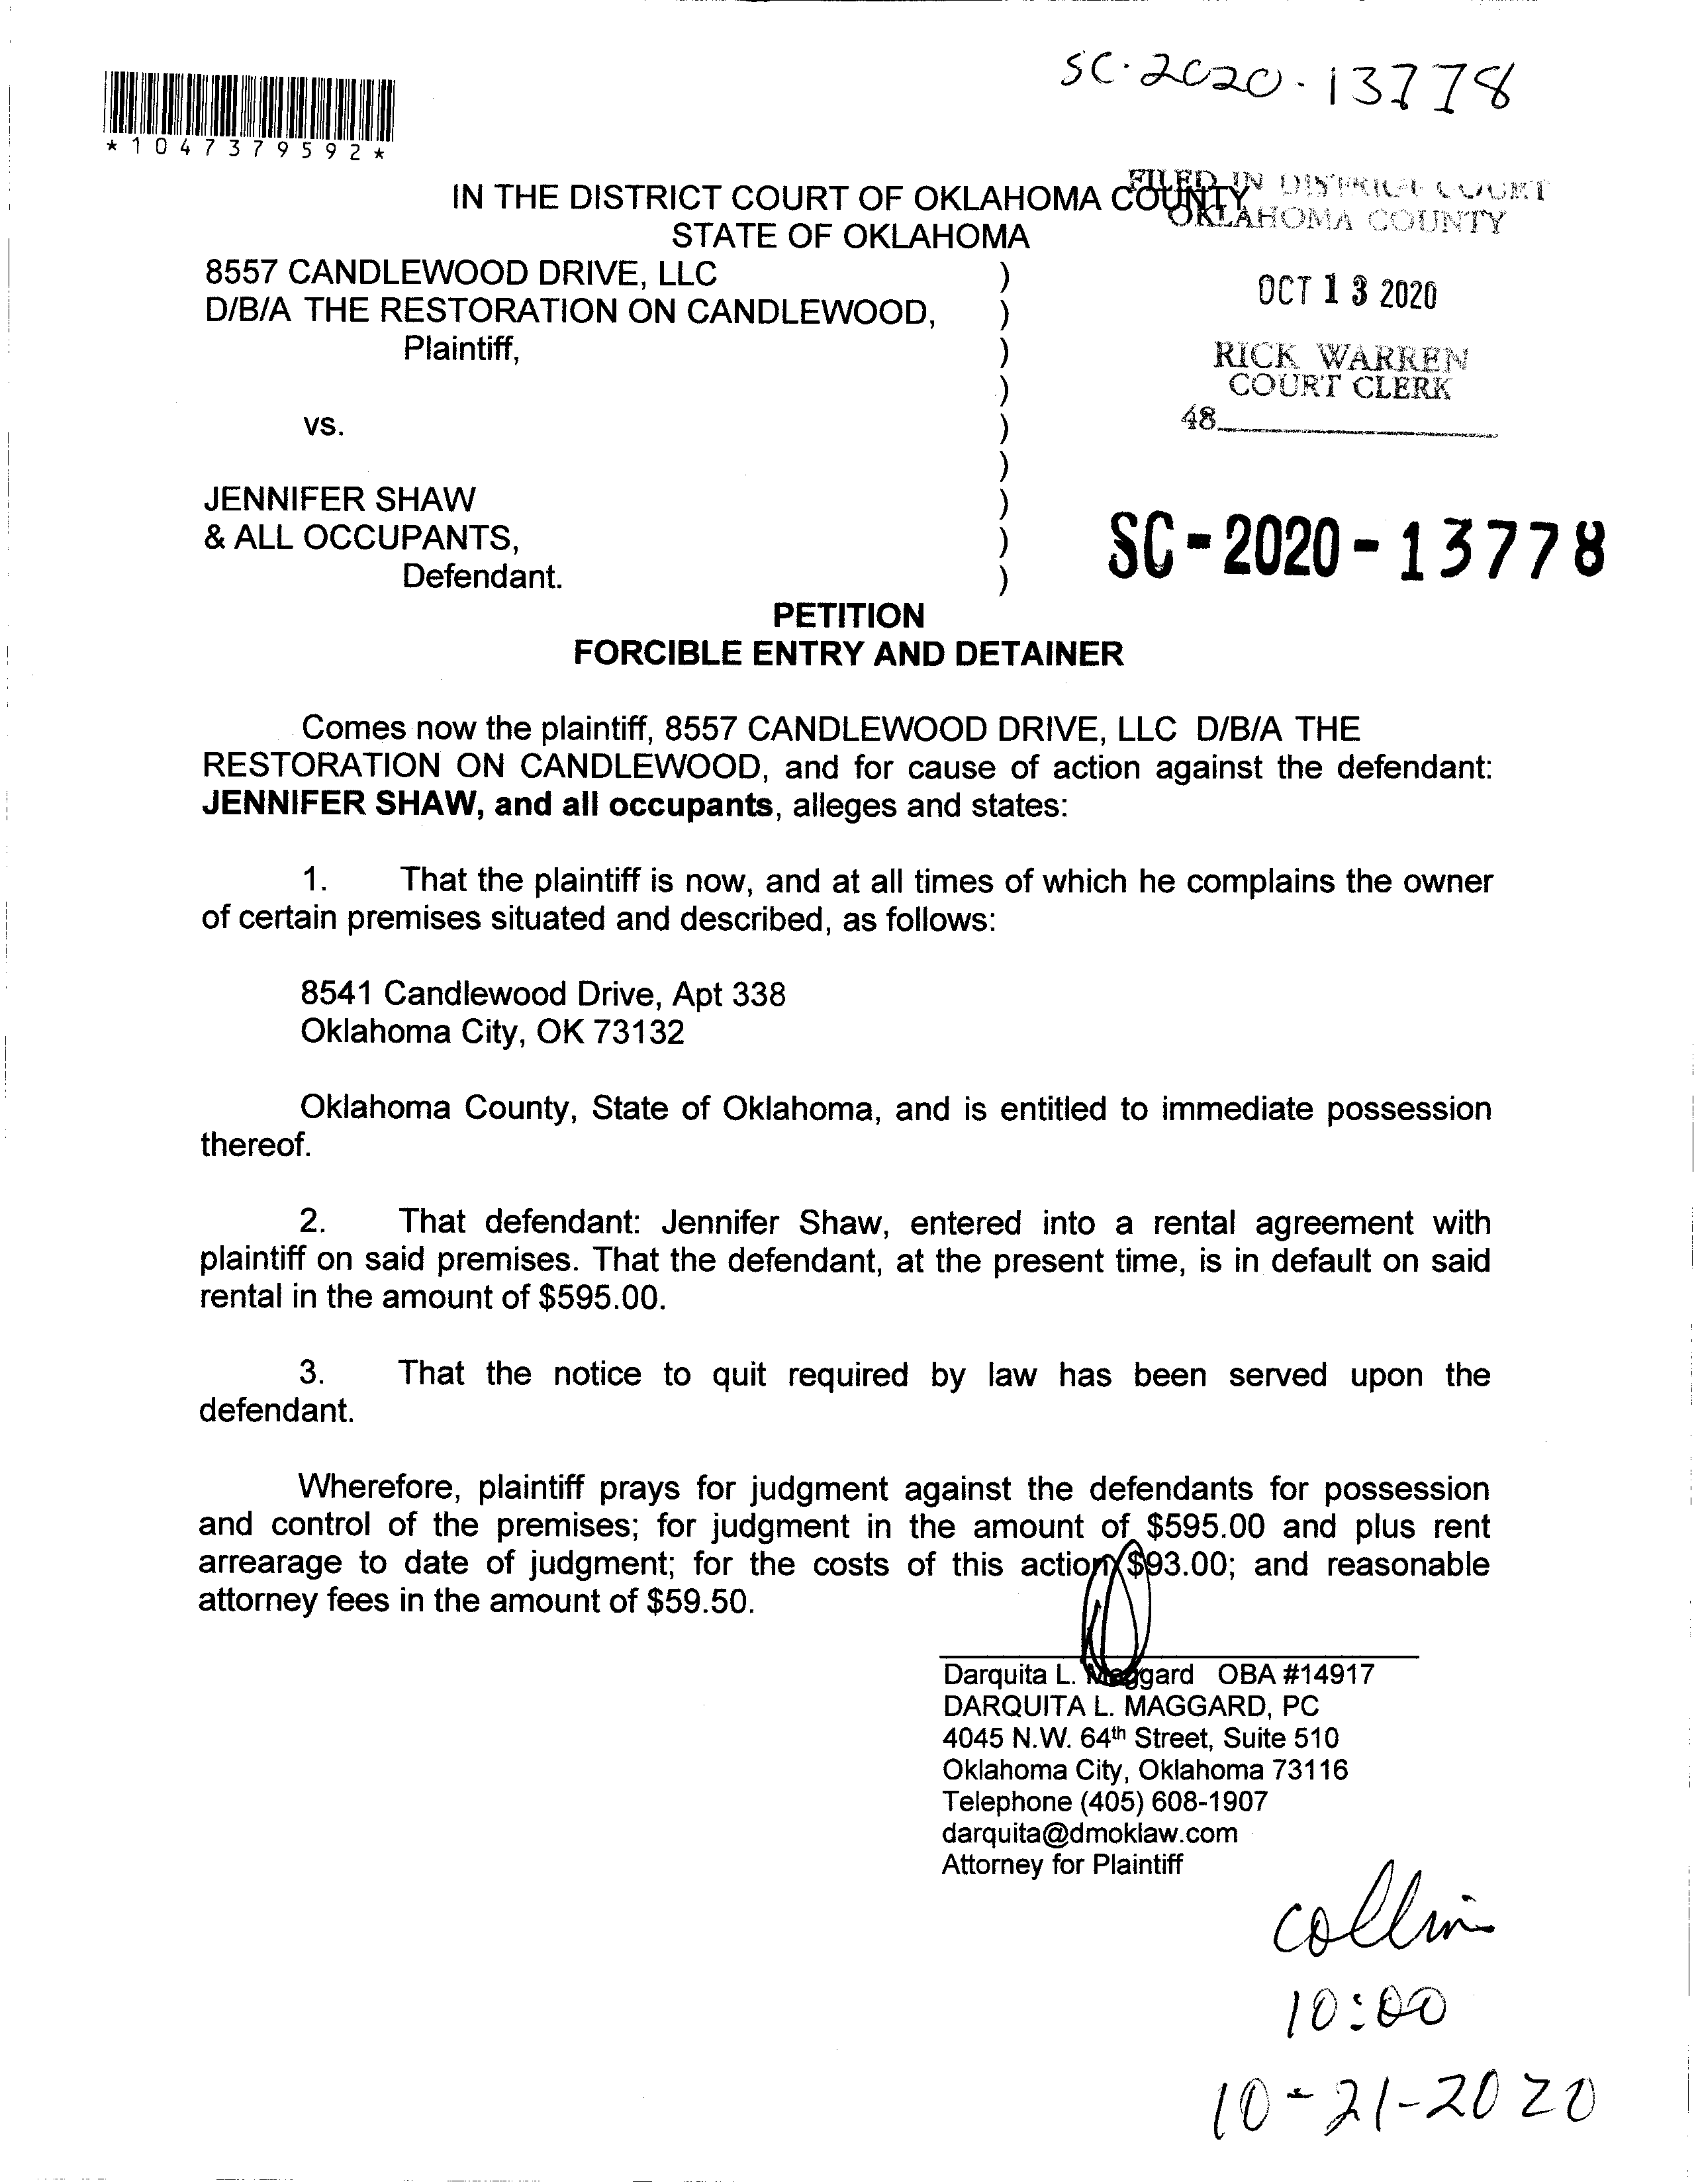 SC-2020-13778
*1047379592*
IN THE DISTRICT COURT OF OKLAHOMA COUNTY
STATE OF OKLAHOMA
FILED IN DISTRICT COURT
OKLAHOMA COUNTY
OCT 13 2020
RICK WARREN
COURT CLERK
48
8557 CANDLEWOOD DRIVE, LLC )
D/B/A THE RESTORATION ON CANDLEWOOD, )
Plaintiff, )
)
vs. )
)
JENNIFER SHAW )
& ALL OCCUPANTS, )
Defendant. )
SC-2020-13778
PETITION
FORCIBLE ENTRY AND DETAINER
Comes now the plaintiff, 8557 CANDLEWOOD DRIVE, LLC D/B/A THE
RESTORATION ON CANDLEWOOD, and for cause of action against the defendant:
JENNIFER SHAW, and all occupants, alleges and states:
1. That the plaintiff is now, and at all times of which he complains the owner
of certain premises situated and described, as follows:
8541 Candlewood Drive, Apt 338
Oklahoma City, OK 73132
Oklahoma County, State of Oklahoma, and is entitled to immediate possession
thereof.
2. That defendant: Jennifer Shaw, entered into a rental agreement with
plaintiff on said premises. That the defendant, at the present time, is in default on said
rental in the amount of $595.00.
3. That the notice to quit required by law has been served upon the
defendant.
Wherefore, plaintiff prays for judgment against the defendants for possession
and control of the premises; for judgment in the amount of $595.00 and plus rent
arrearage to date of judgment; for the costs of this action $93.00; and reasonable
attorney fees in the amount of $59.50.
Darquita L. Maggard OBA #14917
DARQUITA L. MAGGARD, PC
4045 N.W. 64th Street, Suite 510
Oklahoma City, Oklahoma 73116
Telephone (405) 608-1907
darquita@dmoklaw.com
Attorney for Plaintiff
10:00
10-21-2020